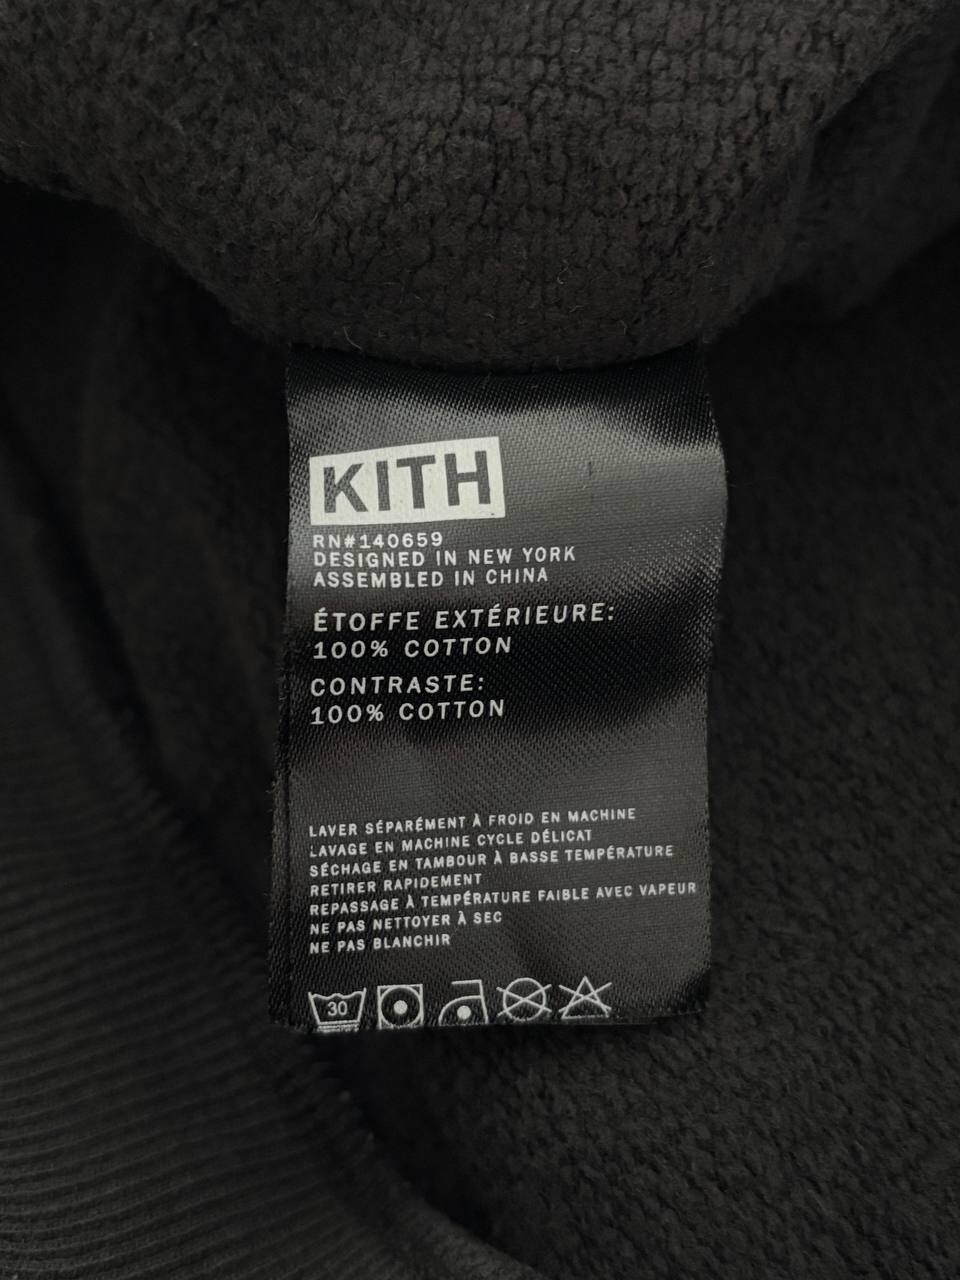 KITH
RN#140659
DESIGNED IN NEW YORK
ASSEMBLED IN CHINA
ÉTOFFE EXTÉRIEURE:
100% COTTON
CONTRASTE:
100% COTTON
LAVER SÉPARÉMENT À FROID EN MACHINE
LAVAGE EN MACHINE CYCLE DÉLICAT
SÉCHAGE EN TAMBOUR À BASSE TEMPÉRATURE
RETIRER RAPIDEMENT
REPASSAGE À TEMPÉRATURE FAIBLE AVEC VAPEUR
NE PAS NETTOYER À SEC
NE PAS BLANCHIR
30